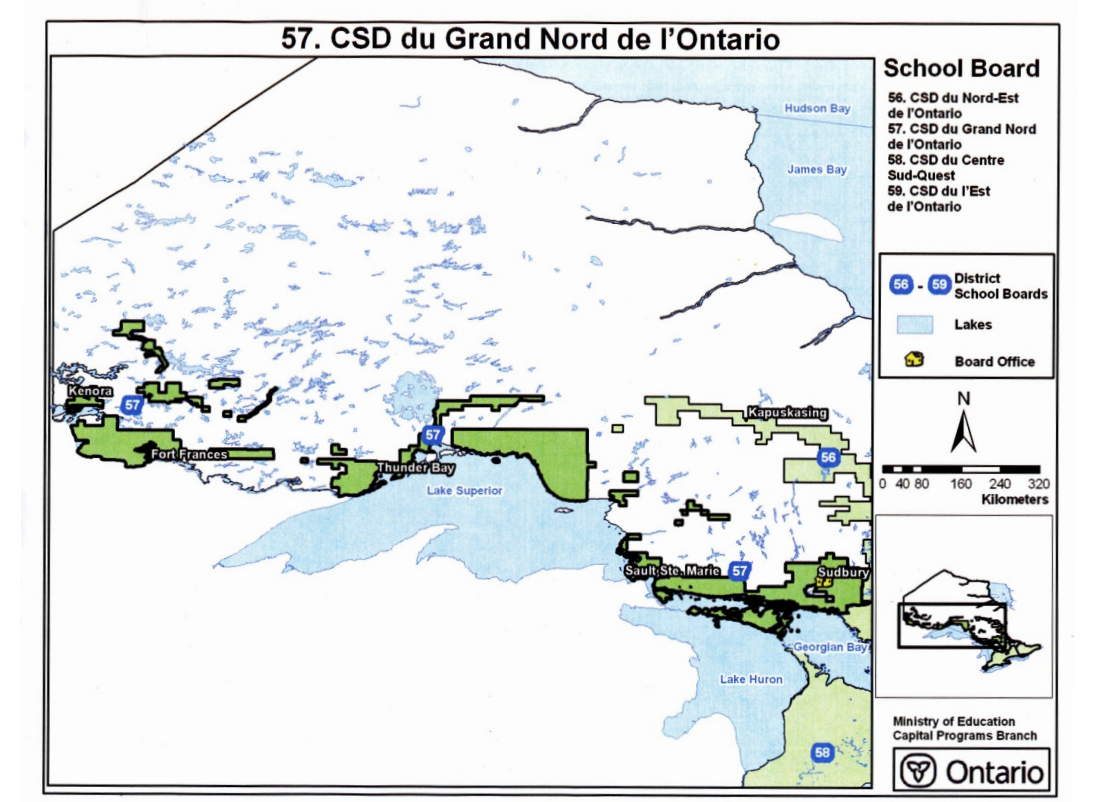 57. CSD du Grand Nord de l'Ontario
School Board
56. CSD du Nord-Est
de l'Ontario
57. CSD du Grand Nord
de l'Ontario
58. CSD du Centre
Sud-Quest
59. CSD du l'Est
de l'Ontario
56 - 59 District
School Boards
Lakes
Board Office
N
0 40 80 160 240 320
Kilometers
Ministry of Education
Capital Programs Branch
Ontario
Hudson Bay
James Bay
Kenora
57
Kapuskasing
57
Fort Frances
56
Thunder Bay
Lake Superior
Sault Ste. Marie
57
Sudbury
Georgian Bay
Lake Huron
58